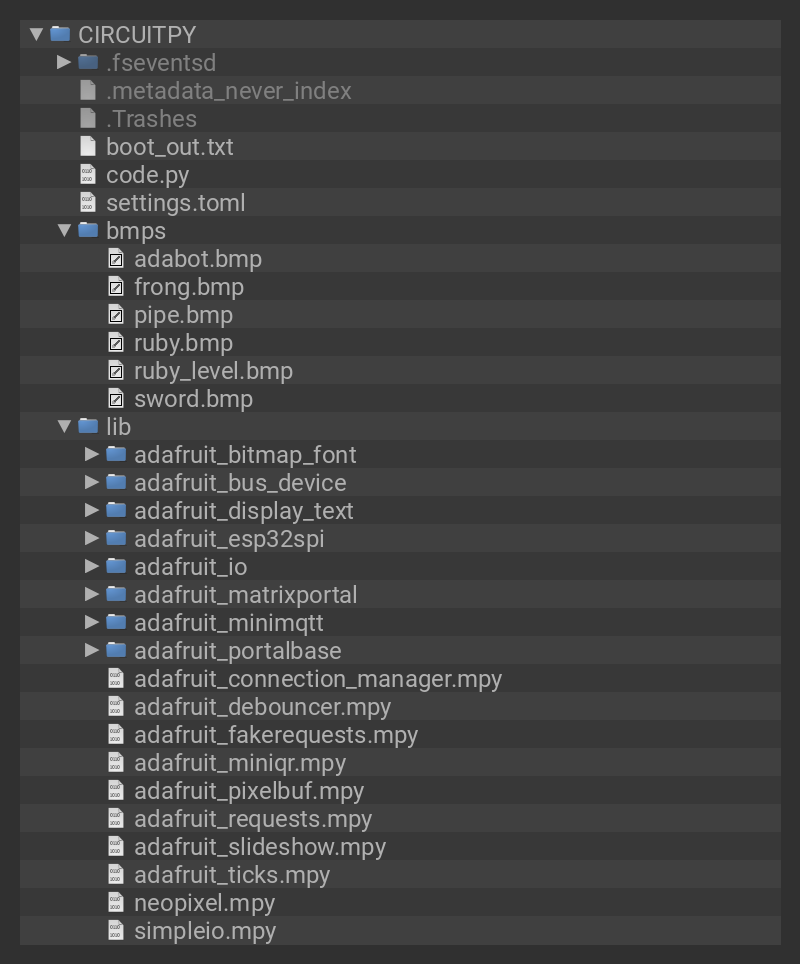 CIRCUITPY
.fseventsd
.metadata_never_index
.Trashes
boot_out.txt
code.py
settings.toml
bmps
adabot.bmp
frong.bmp
pipe.bmp
ruby.bmp
ruby_level.bmp
sword.bmp
lib
adafruit_bitmap_font
adafruit_bus_device
adafruit_display_text
adafruit_esp32spi
adafruit_io
adafruit_matrixportal
adafruit_minimqtt
adafruit_portalbase
adafruit_connection_manager.mpy
adafruit_debouncer.mpy
adafruit_fakerequests.mpy
adafruit_miniqr.mpy
adafruit_pixelbuf.mpy
adafruit_requests.mpy
adafruit_slideshow.mpy
adafruit_ticks.mpy
neopixel.mpy
simpleio.mpy